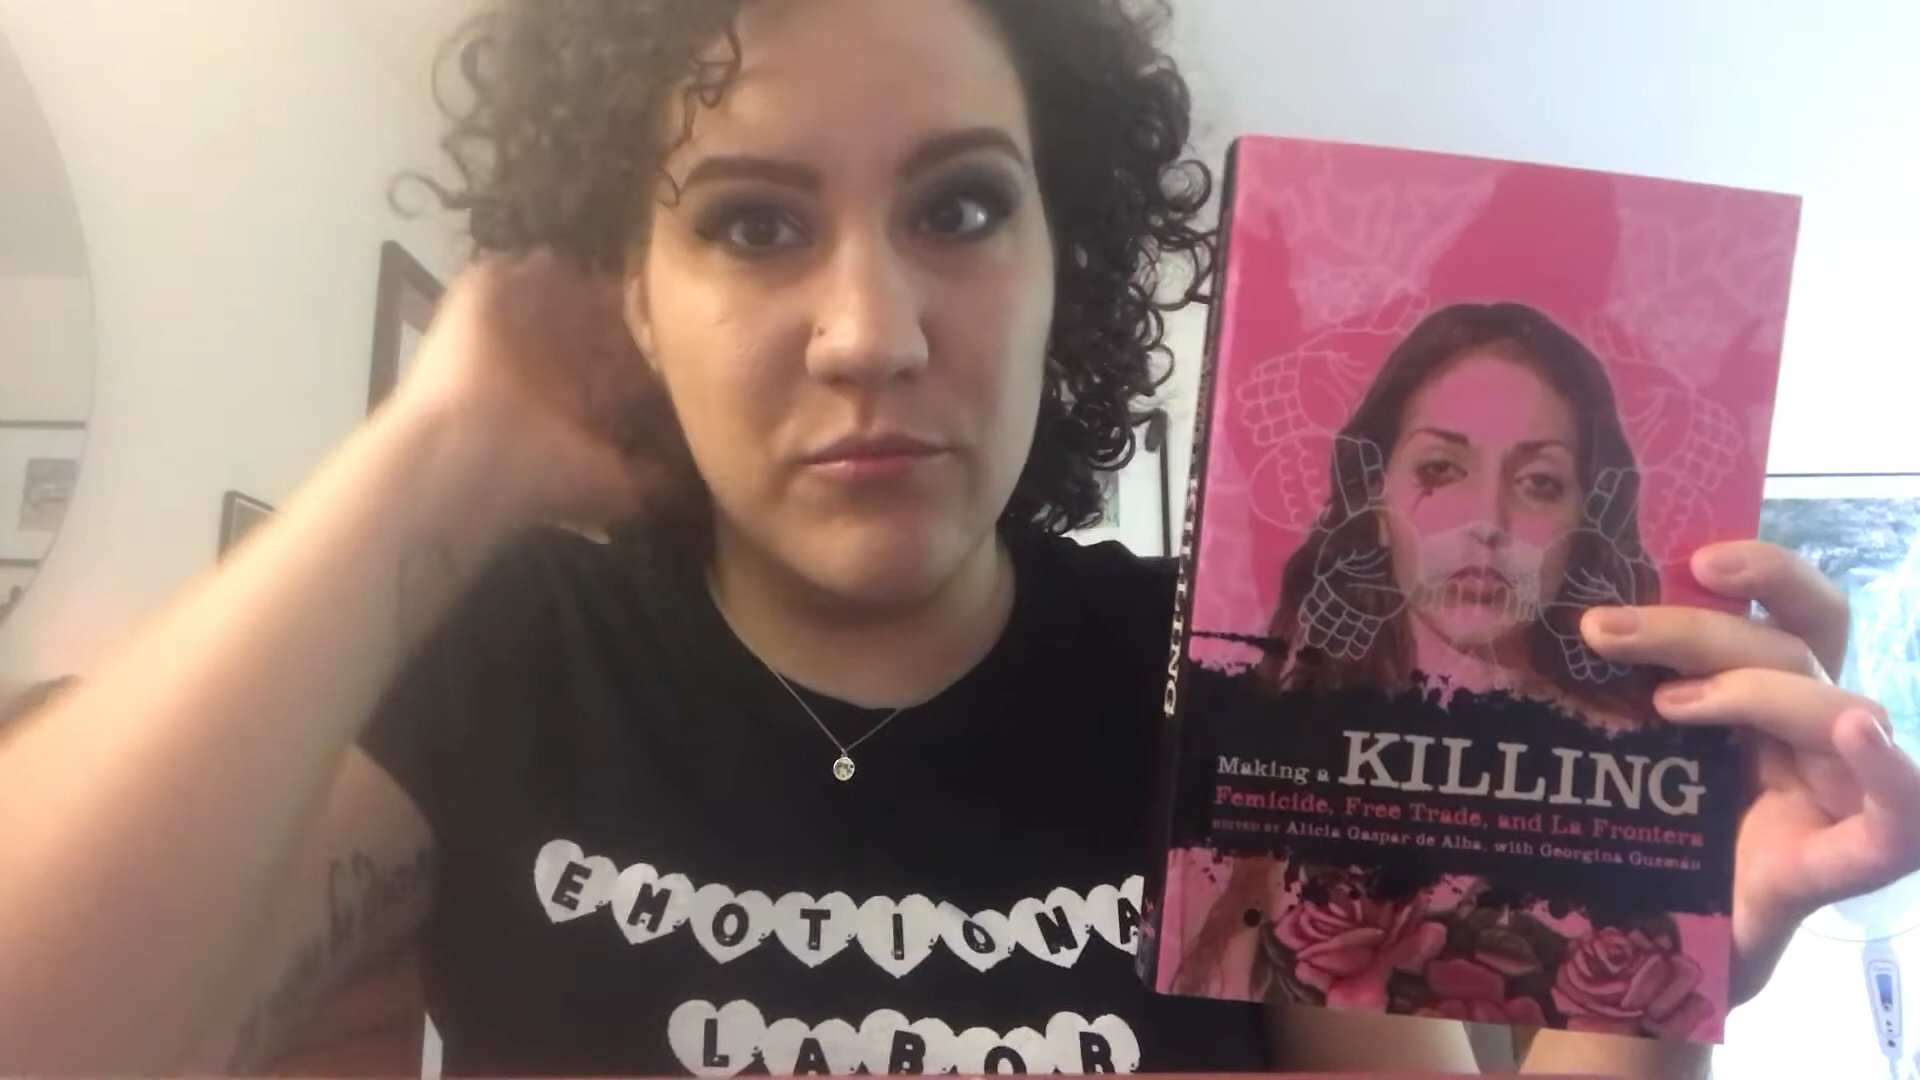 EMOTIONA
LABOR
KILLING
Making a KILLING
Femicide, Free Trade, and La Frontera
EDITED BY Alicia Gaspar de Alba, with Georgina Guzmán